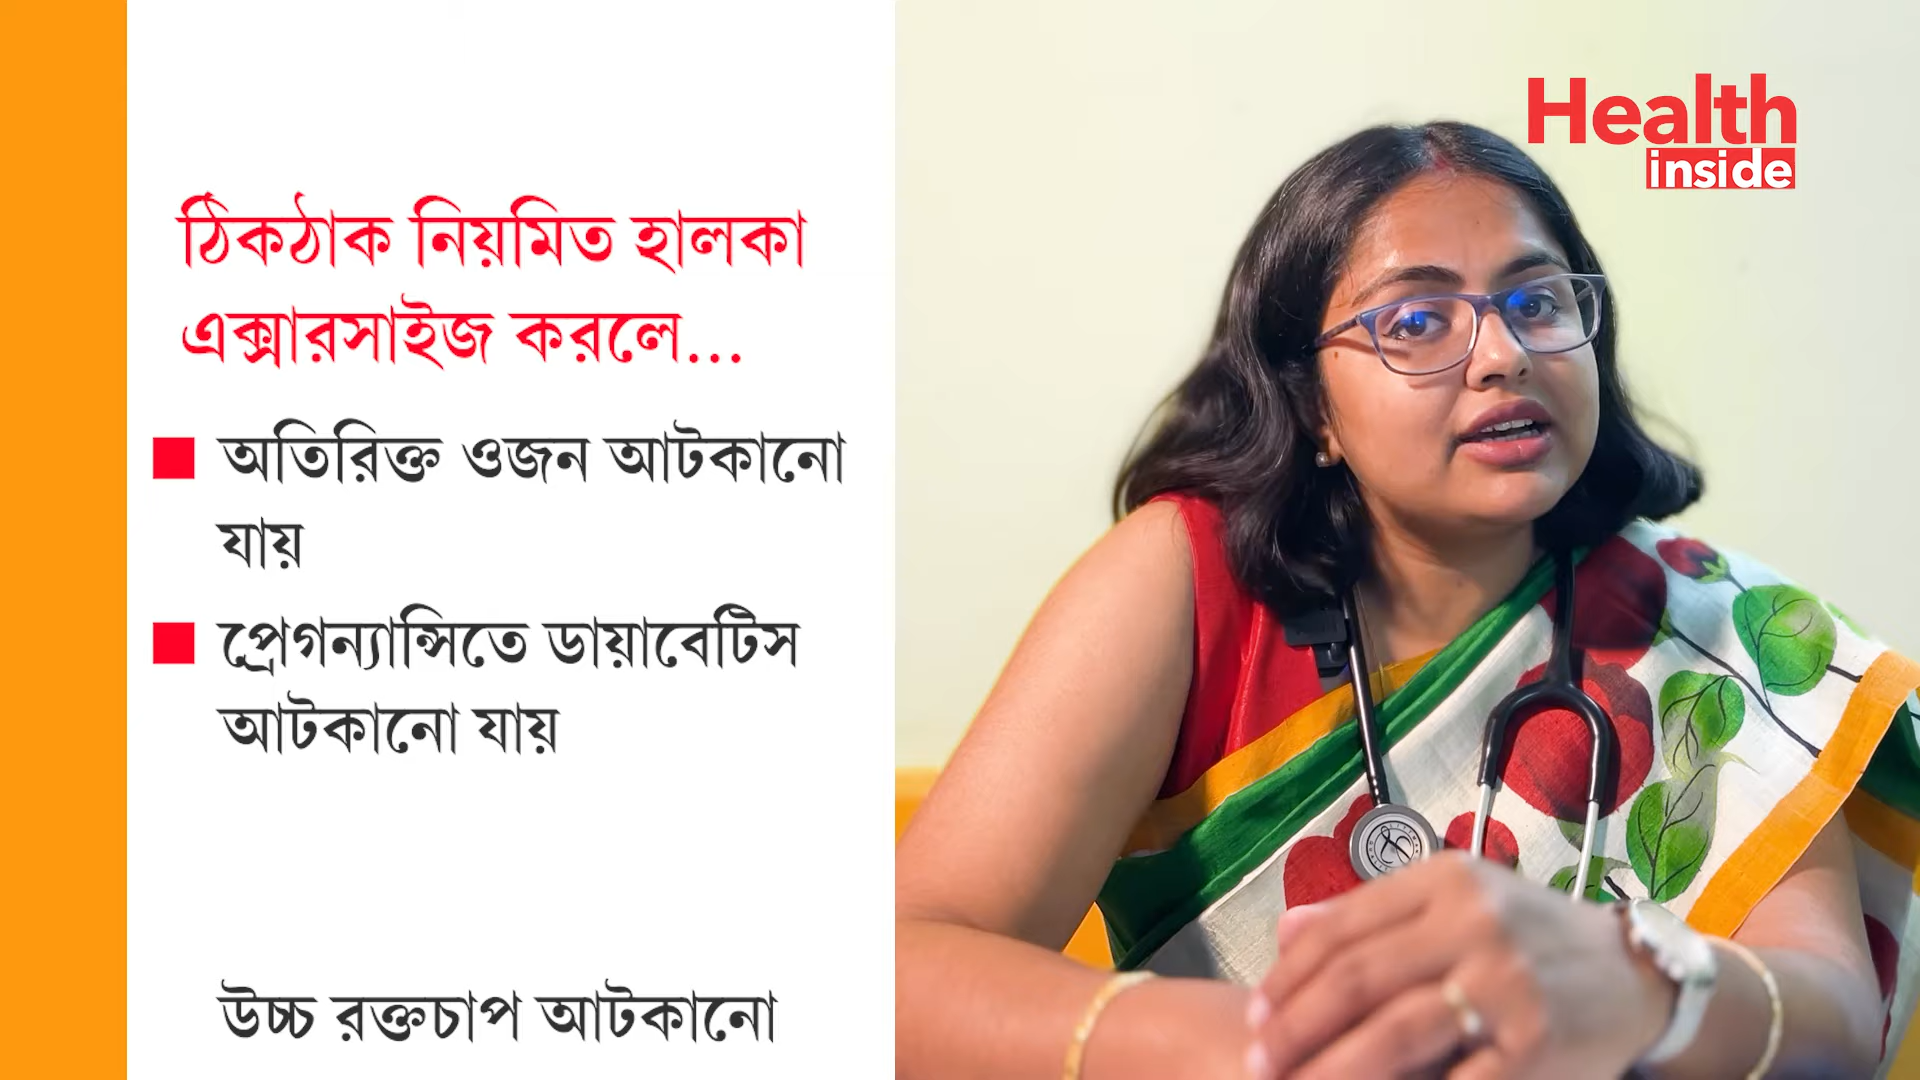 ঠিকঠাক নিয়মিত হালকা
এক্সারসাইজ করলে...
অতিরিক্ত ওজন আটকানো
যায়
প্রেগন্যান্সিতে ডায়াবেটিস
আটকানো যায়
উচ্চ রক্তচাপ আটকানো
Health
inside